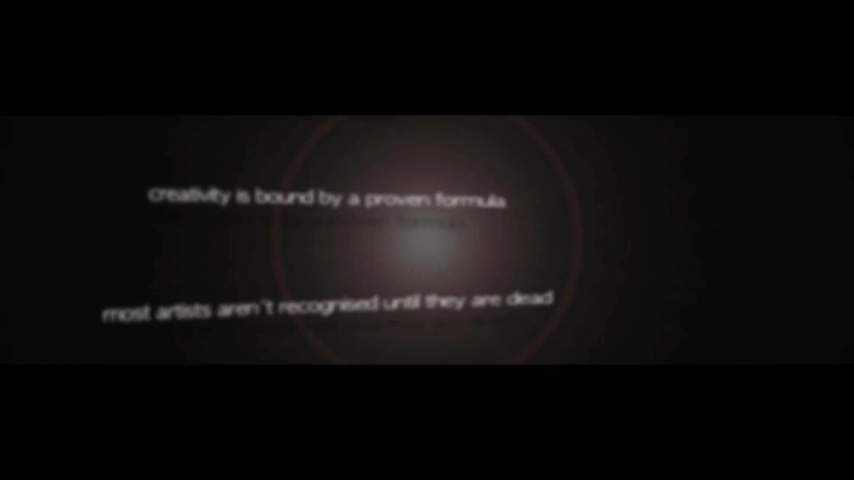 creativity is bound by a proven formula
most artists aren't recognised until they are dead